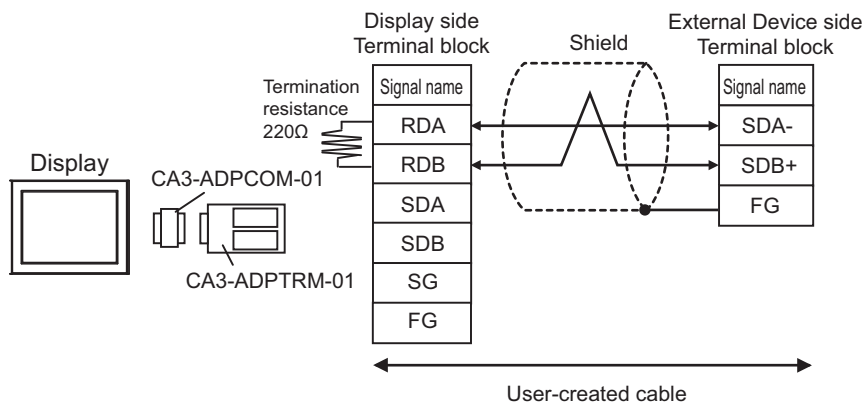 Display side
Terminal block
Shield
External Device side
Terminal block
Termination
resistance
220Ω
Signal name
RDA
RDB
SDA
SDB
SG
FG
Signal name
SDA-
SDB+
FG
Display
CA3-ADPCOM-01
CA3-ADPTRM-01
User-created cable